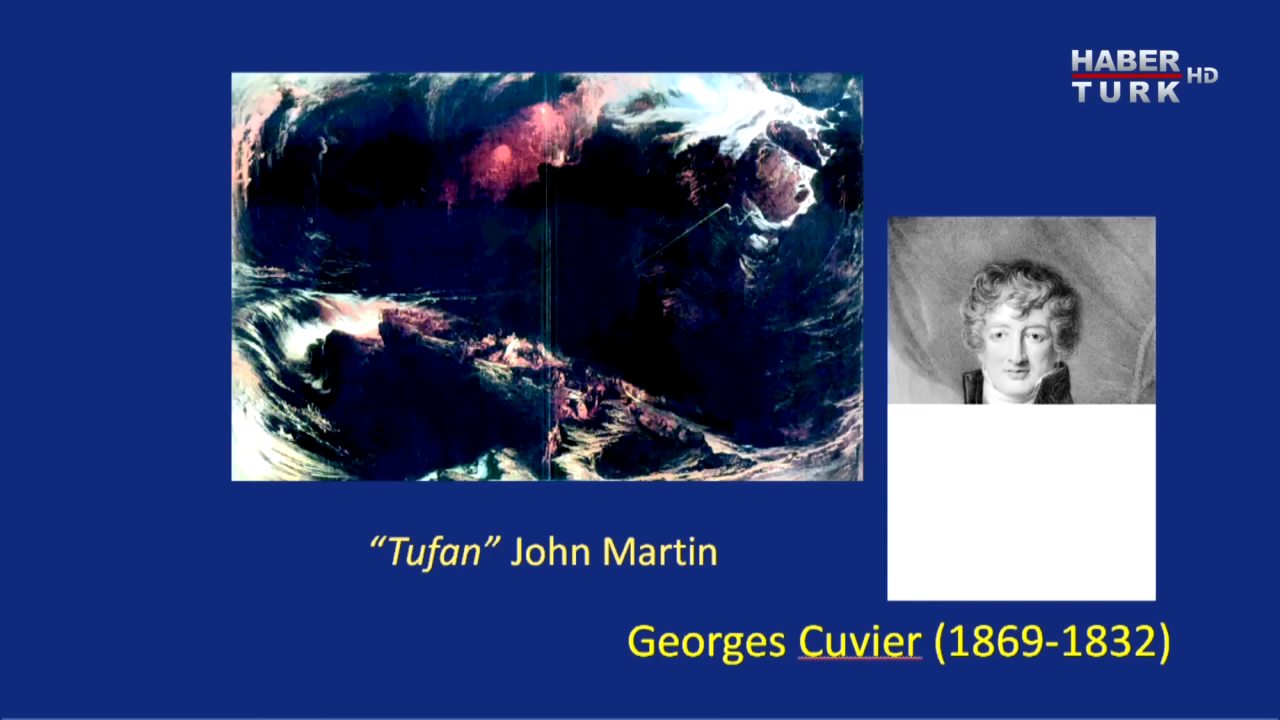 HABER
TURK HD
“Tufan” John Martin
Georges Cuvier (1869-1832)